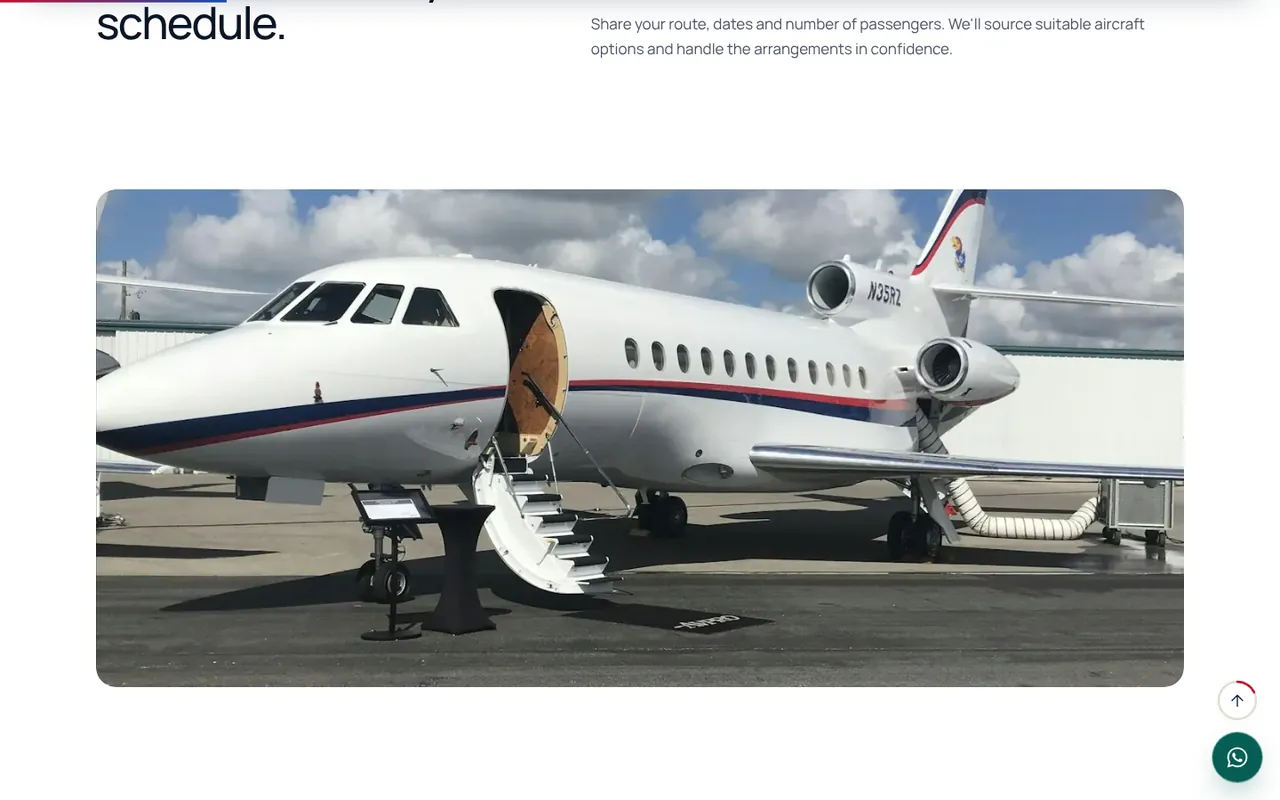 schedule.
Share your route, dates and number of passengers. We'll source suitable aircraft
options and handle the arrangements in confidence.
N35RZ